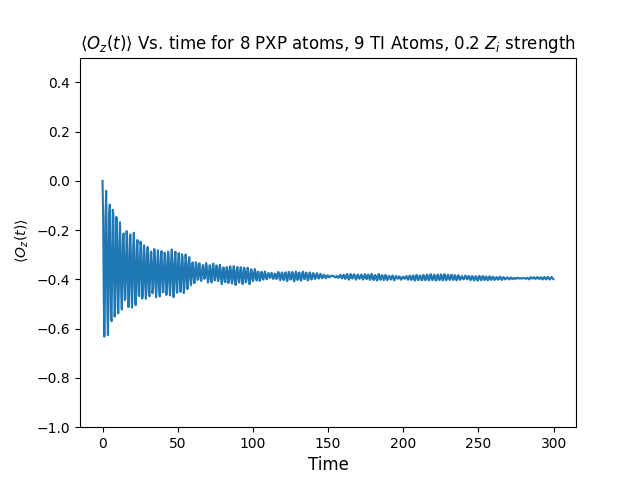 ⟨O_z(t)⟩ Vs. time for 8 PXP atoms, 9 TI Atoms, 0.2 Z_i strength
0.4
0.2
0.0
−0.2
−0.4
−0.6
−0.8
−1.0
⟨O_z(t)⟩
0 50 100 150 200 250 300
Time